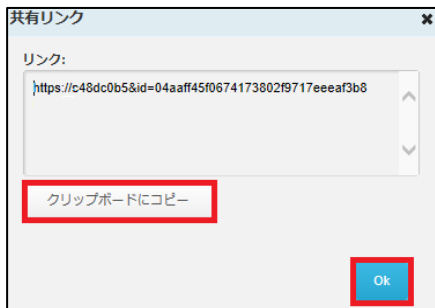 共有リンク
リンク:
https://c48dc0b5&id=04aaff45f0674173802f9717eeeaf3b8
クリップボードにコピー
Ok